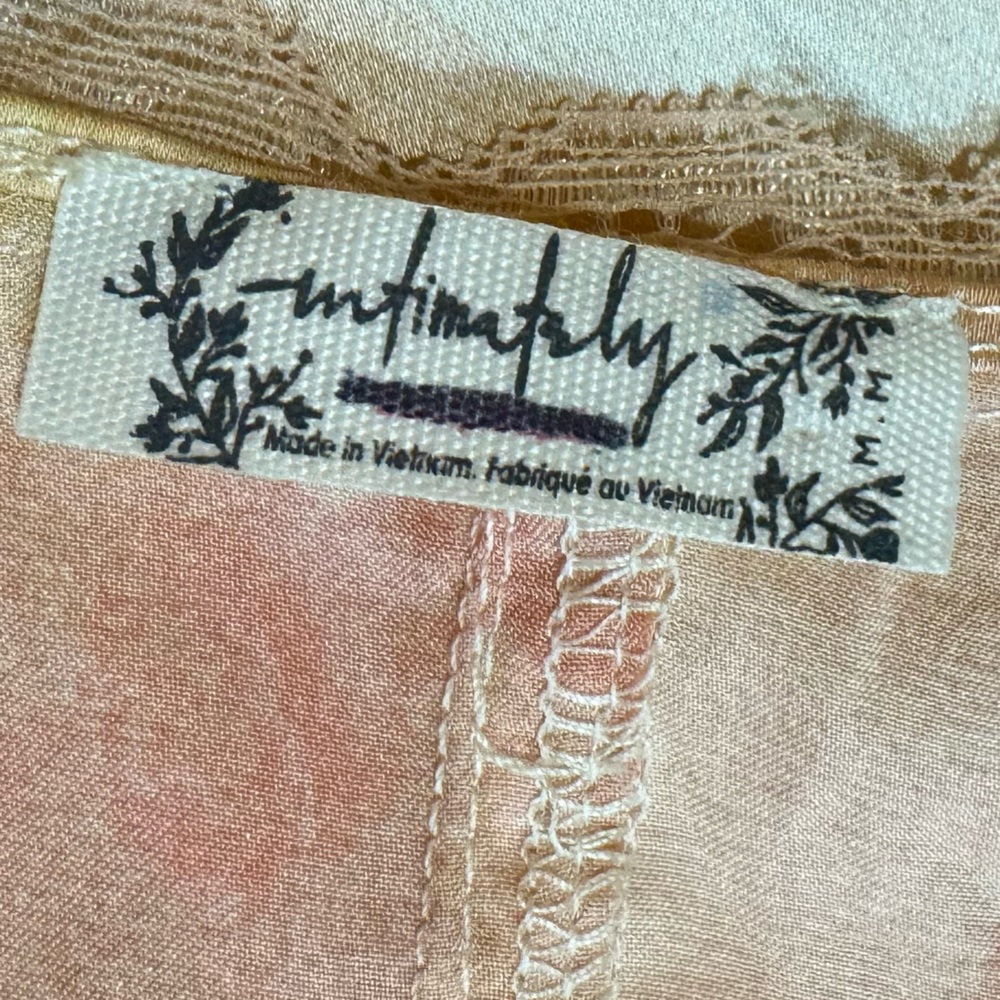 intimately
Made in Vietnam. Fabriqué au Vietnam
M.M